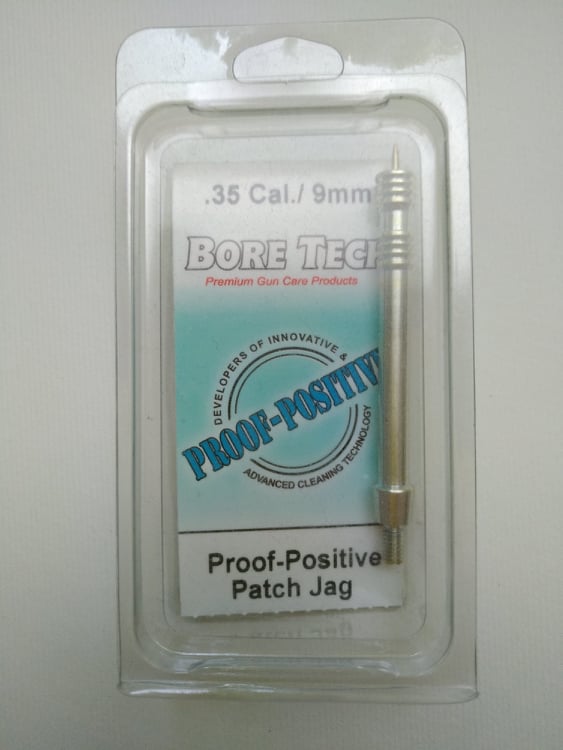 .35 Cal./ 9mm
BORE TECH
Premium Gun Care Products
DEVELOPERS OF INNOVATIVE &
PROOF-POSITIVE
ADVANCED CLEANING TECHNOLOGY
Proof-Positive
Patch Jag